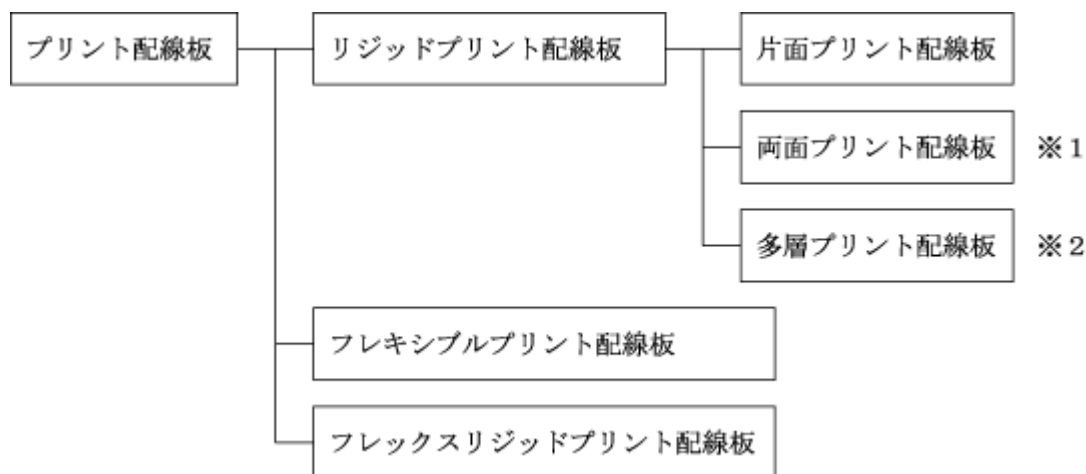 プリント配線板
リジッドプリント配線板
片面プリント配線板
両面プリント配線板 ※1
多層プリント配線板 ※2
フレキシブルプリント配線板
フレックスリジッドプリント配線板